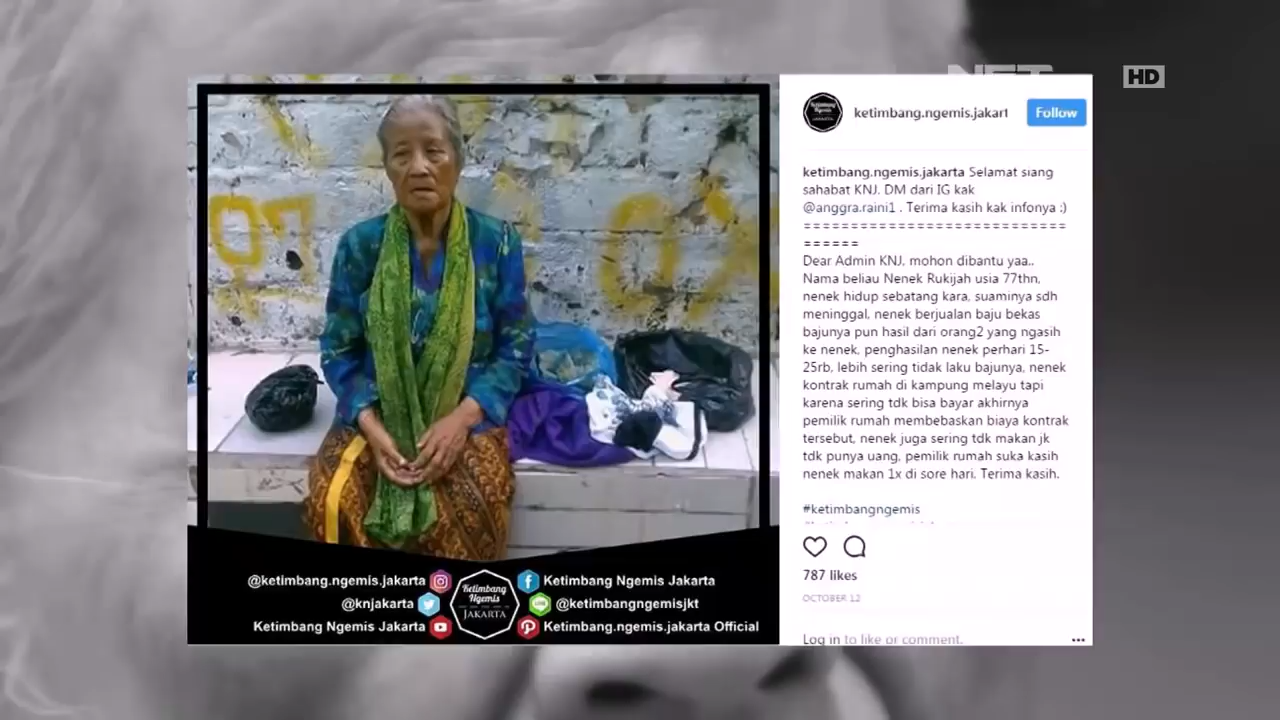 HD
ketimbang.ngemis.jakart
Follow
ketimbang.ngemis.jakarta Selamat siang
sahabat KNJ. DM dari IG kak
@anggra.raini1 . Terima kasih kak infonya :)
= = = = = = = = = = = = = = = = = = = = = = = = = = =
= = = = = =
Dear Admin KNJ, mohon dibantu yaa..
Nama beliau Nenek Rukijah usia 77thn,
nenek hidup sebatang kara, suaminya sdh
meninggal, nenek berjualan baju bekas
bajunya pun hasil dari orang2 yang ngasih
ke nenek, penghasilan nenek perhari 15-
25rb, lebih sering tidak laku bajunya, nenek
kontrak rumah di kampung melayu tapi
karena sering tdk bisa bayar akhirnya
pemilik rumah membebaskan biaya kontrak
tersebut, nenek juga sering tdk makan jk
tdk punya uang, pemilik rumah suka kasih
nenek makan 1x di sore hari. Terima kasih.
#ketimbangngemis
787 likes
OCTOBER 12
Log in to like or comment.
@ketimbang.ngemis.jakarta
@knjakarta
Ketimbang Ngemis Jakarta
Ketimbang
Ngemis
JAKARTA
Ketimbang Ngemis Jakarta
@ketimbangngemisjkt
Ketimbang.ngemis.jakarta Official